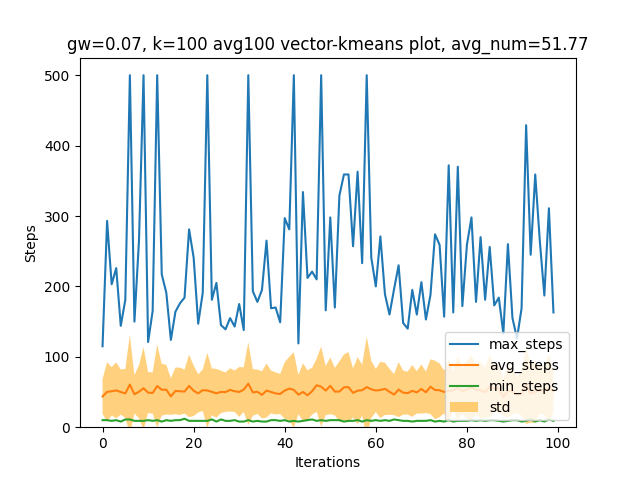 gw=0.07, k=100 avg100 vector-kmeans plot, avg_num=51.77
500
400
300
200
100
0
Steps
max_steps
avg_steps
min_steps
std
0 20 40 60 80 100
Iterations